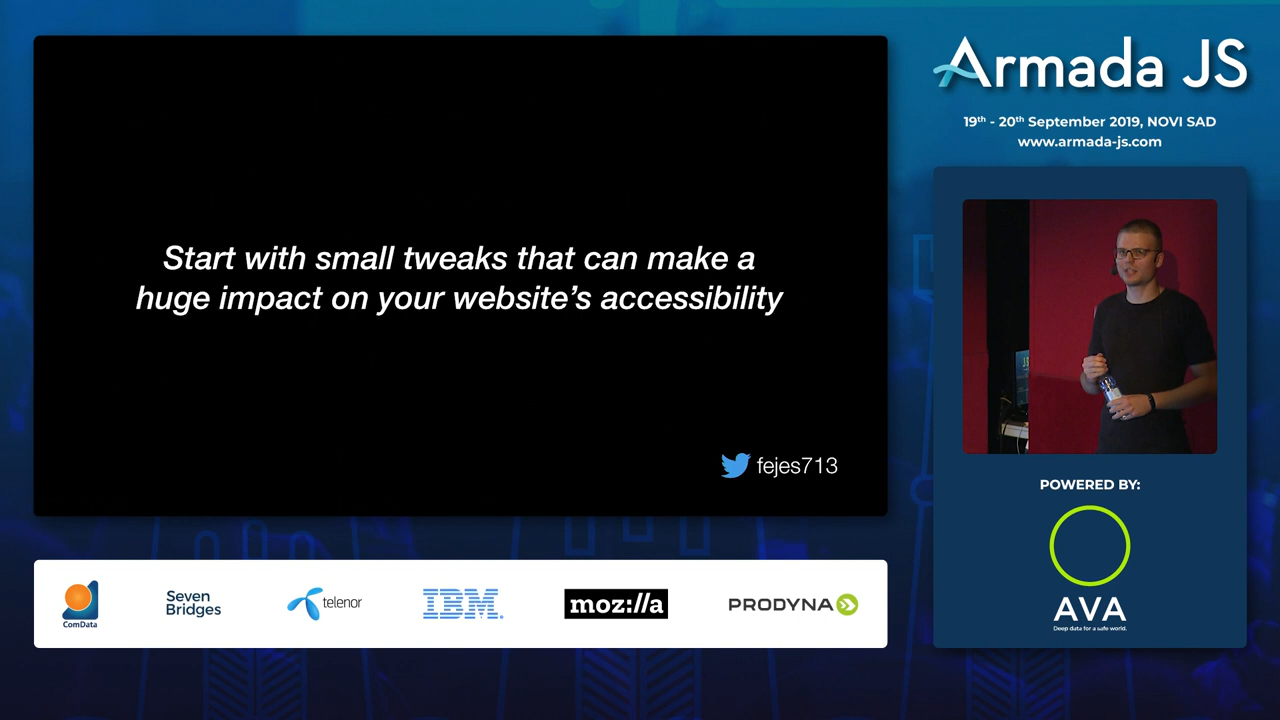 Armada JS
19th - 20th September 2019, NOVI SAD
www.armada-js.com
Start with small tweaks that can make a
huge impact on your website's accessibility
fejes713
POWERED BY:
AVA
Deep data for a safe world.
ComData
Seven
Bridges
telenor
IBM
moz://a
PRODYNA